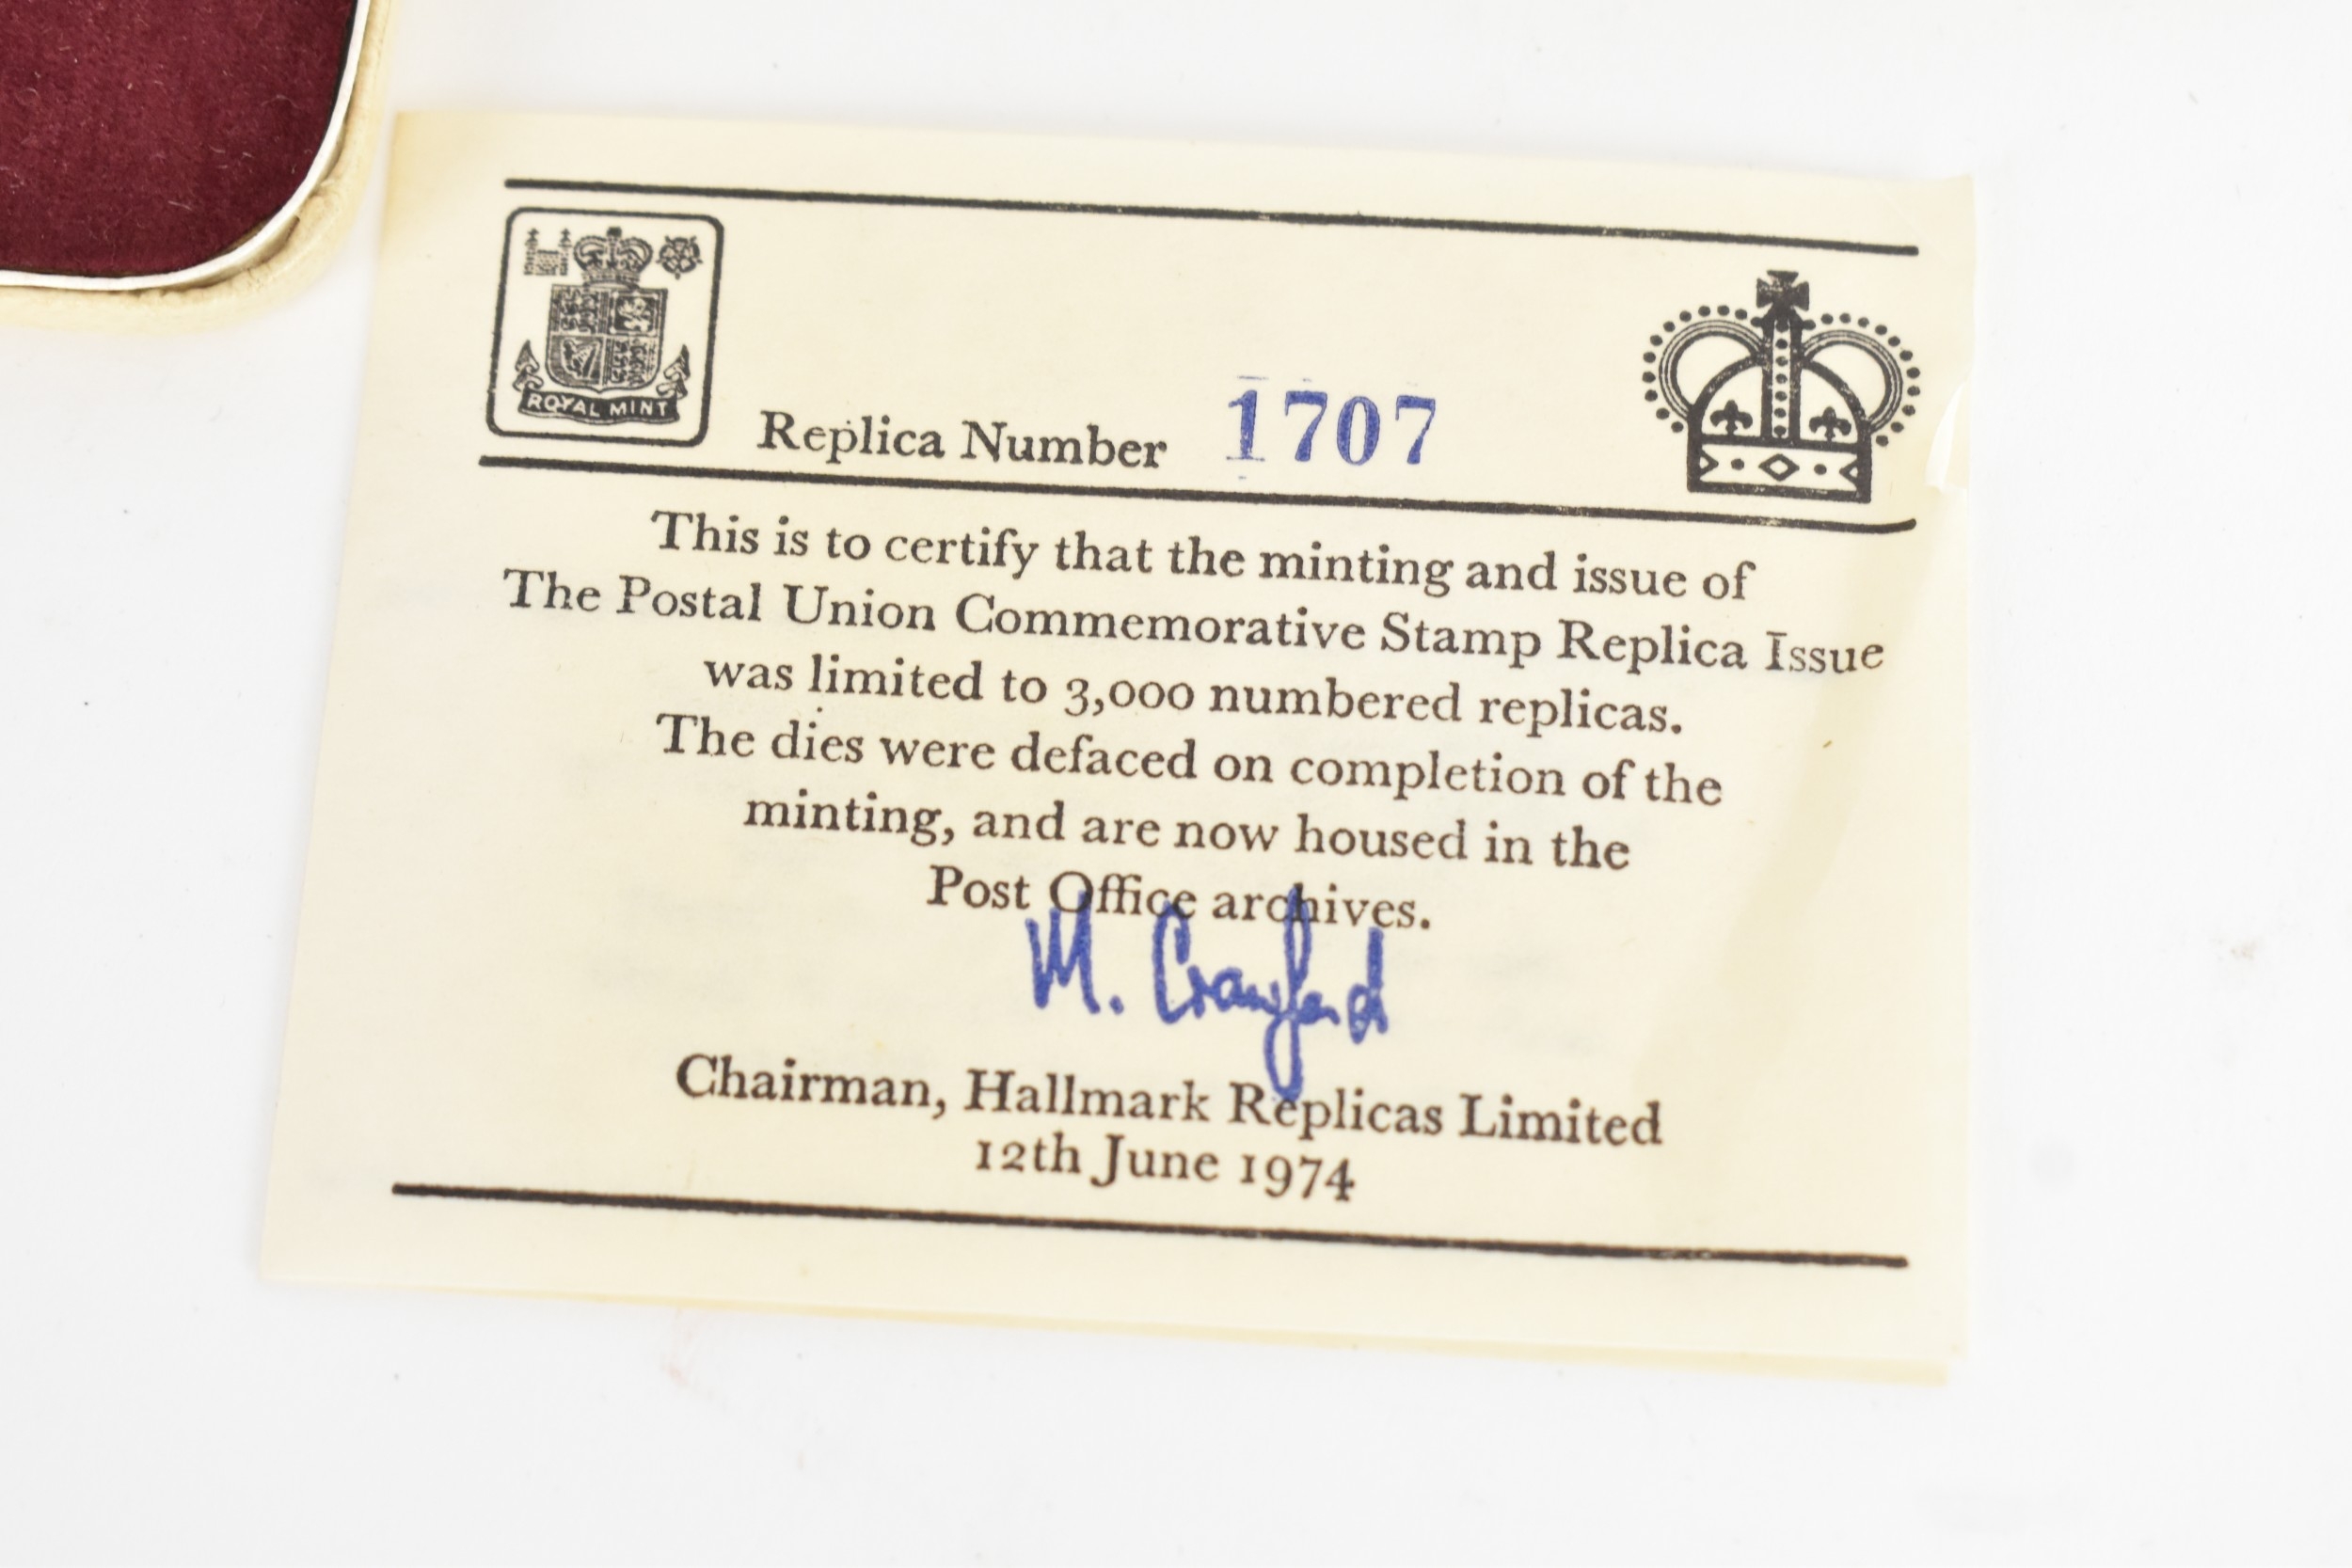 ROYAL MINT
Replica Number 1707
This is to certify that the minting and issue of
The Postal Union Commemorative Stamp Replica Issue
was limited to 3,000 numbered replicas.
The dies were defaced on completion of the
minting, and are now housed in the
Post Office archives.
M. Crawford
Chairman, Hallmark Replicas Limited
12th June 1974